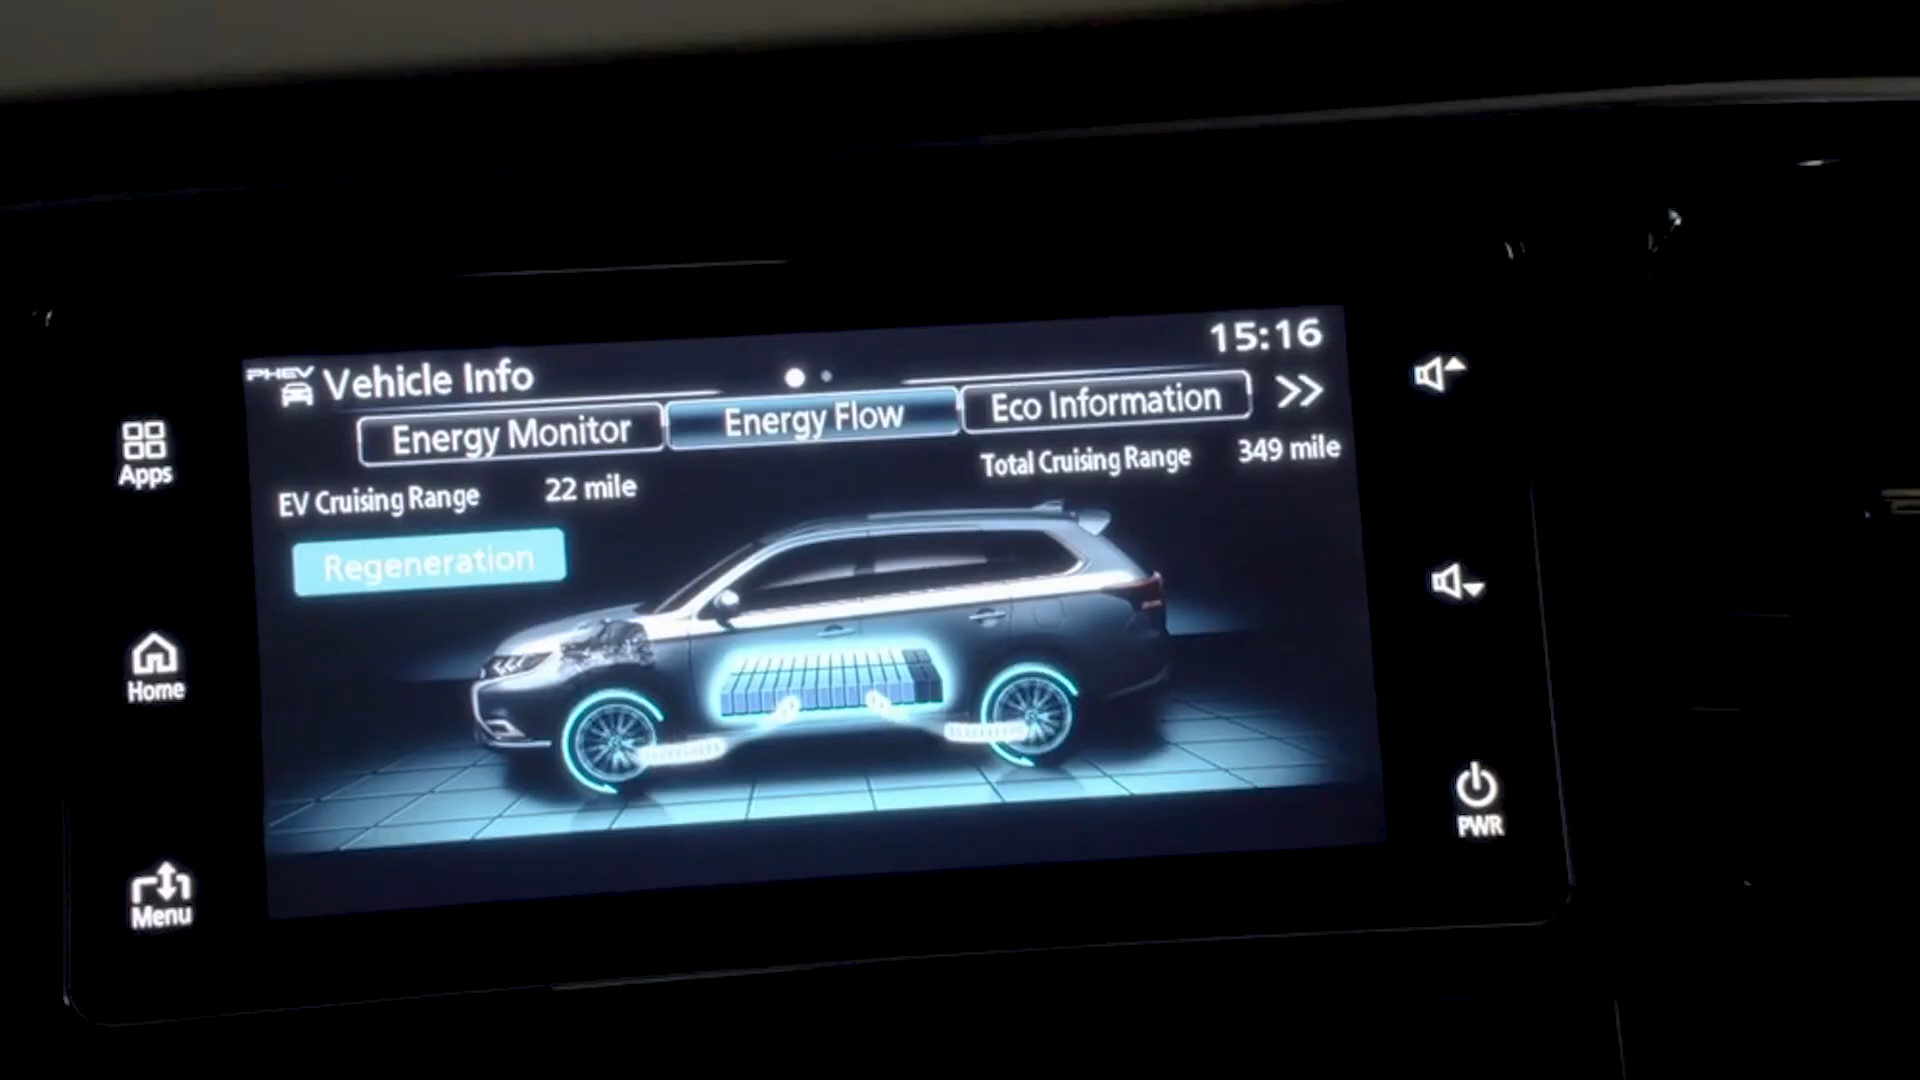 15:16
PHEV Vehicle Info
Energy Monitor Energy Flow Eco Information
EV Cruising Range 22 mile Total Cruising Range 349 mile
Regeneration
Apps
Home
Menu
PWR